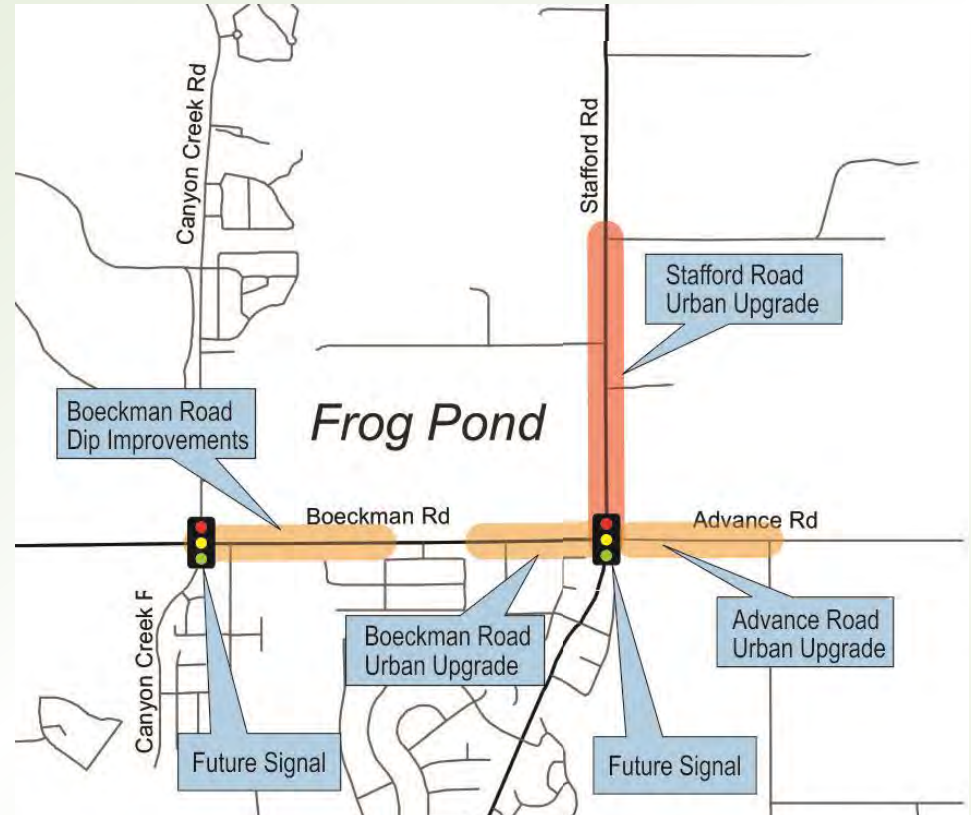 Canyon Creek Rd
Stafford Rd
Stafford Road
Urban Upgrade
Boeckman Road
Dip Improvements
Frog Pond
Boeckman Rd
Advance Rd
Canyon Creek F
Boeckman Road
Urban Upgrade
Advance Road
Urban Upgrade
Future Signal
Future Signal